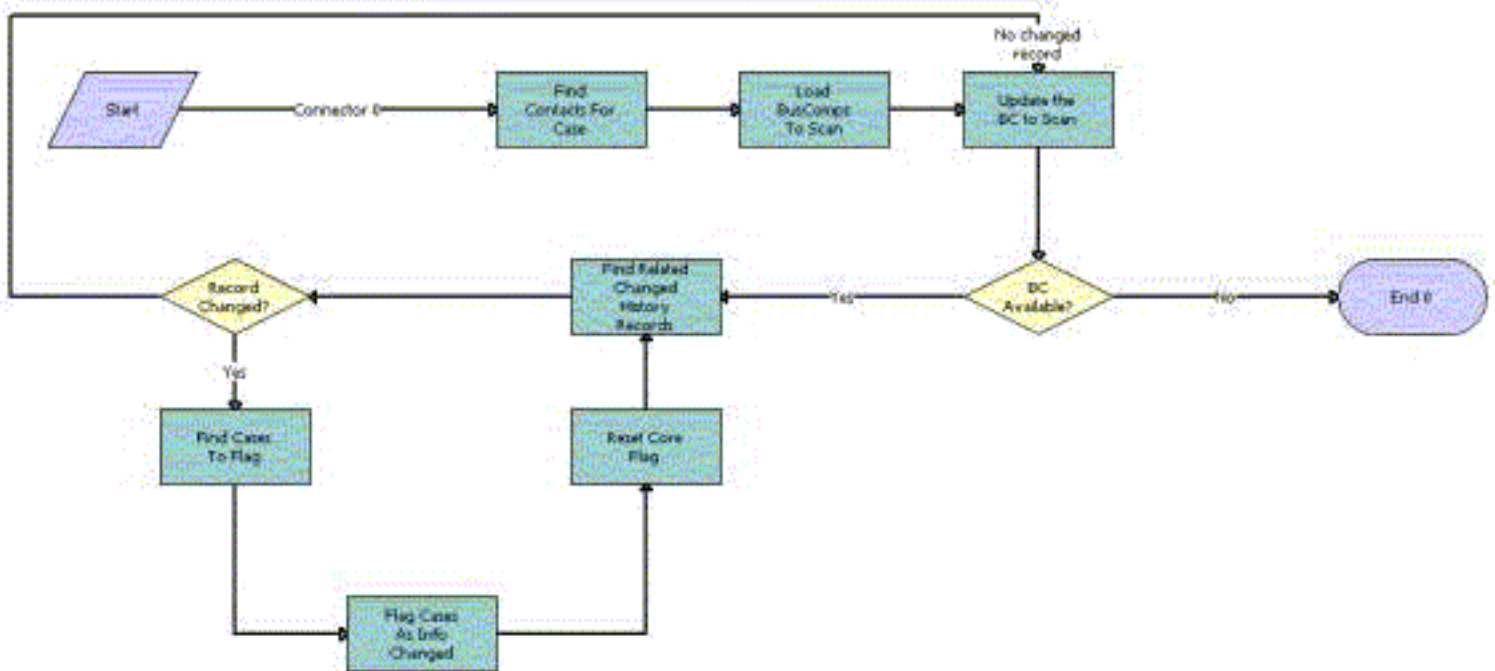 No changed
record
Start
Connector 0
Find
Contacts For
Case
Load
BusComps
To Scan
Update the
BC to Scan
Record
Changed?
Find Related
Changed
History
Records
Yes
BC
Available?
No
End 0
Yes
Find Cases
To Flag
Reset Core
Flag
Flag Cases
As Info
Changed